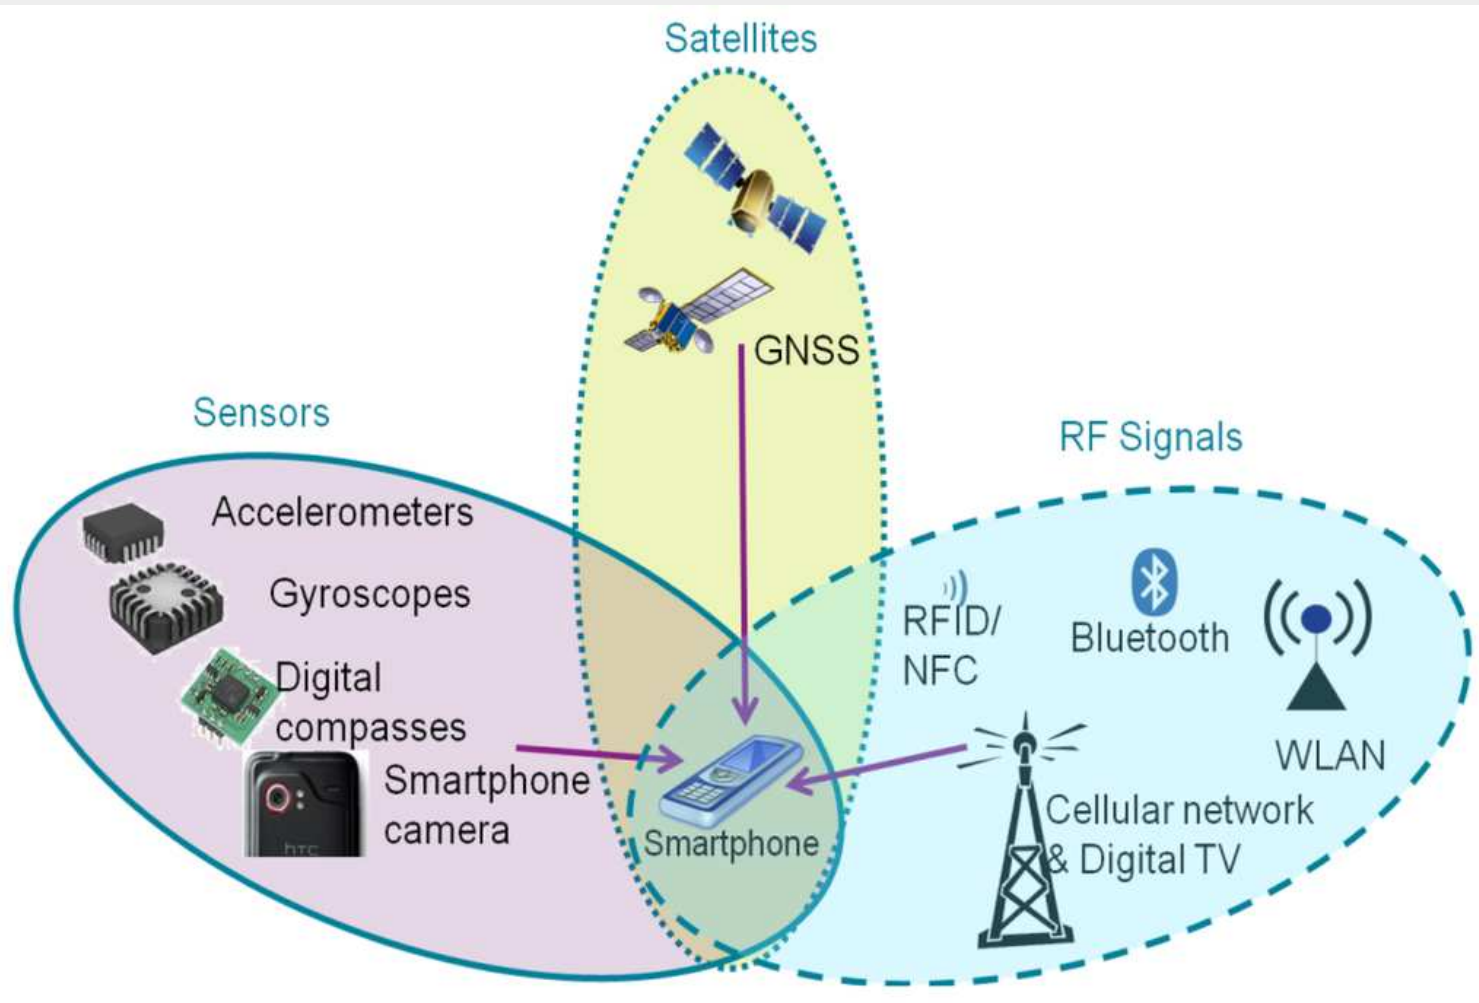 Satellites
GNSS
Sensors
Accelerometers
Gyroscopes
Digital
compasses
Smartphone
camera
hTC
Smartphone
RF Signals
RFID/
NFC
Bluetooth
WLAN
Cellular network
& Digital TV